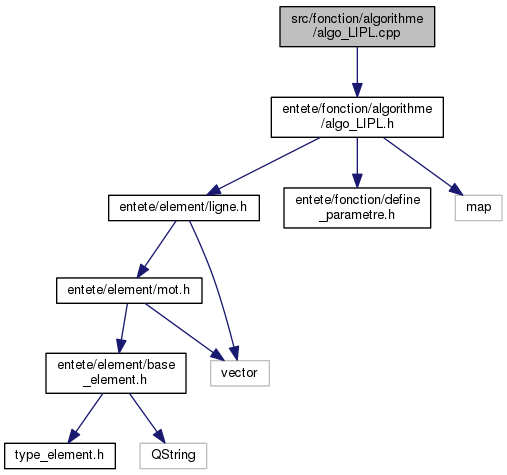 src/fonction/algorithme
/algo_LIPL.cpp
entete/fonction/algorithme
/algo_LIPL.h
entete/element/ligne.h
entete/fonction/define
_parametre.h
map
entete/element/mot.h
entete/element/base
_element.h
vector
type_element.h
QString